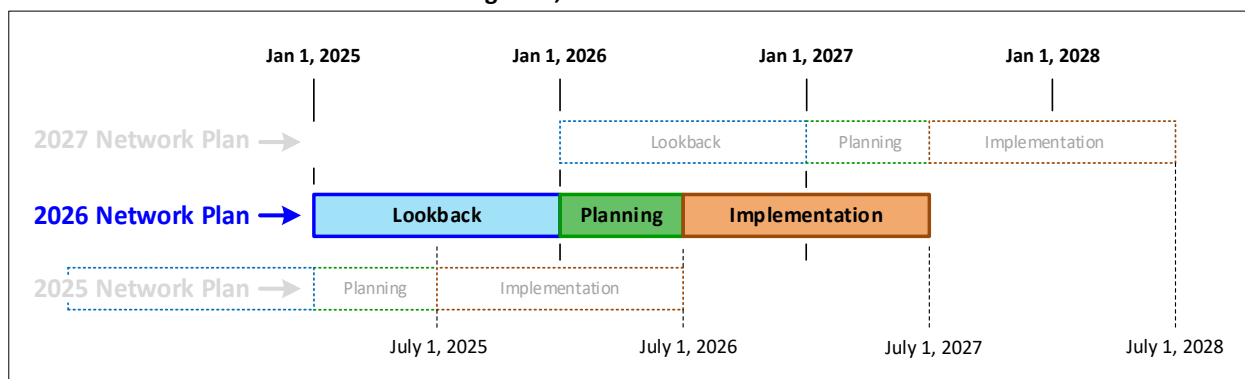 Jan 1, 2025 Jan 1, 2026 Jan 1, 2027 Jan 1, 2028
2027 Network Plan Lookback Planning Implementation
2026 Network Plan Lookback Planning Implementation
2025 Network Plan Planning Implementation
July 1, 2025 July 1, 2026 July 1, 2027 July 1, 2028